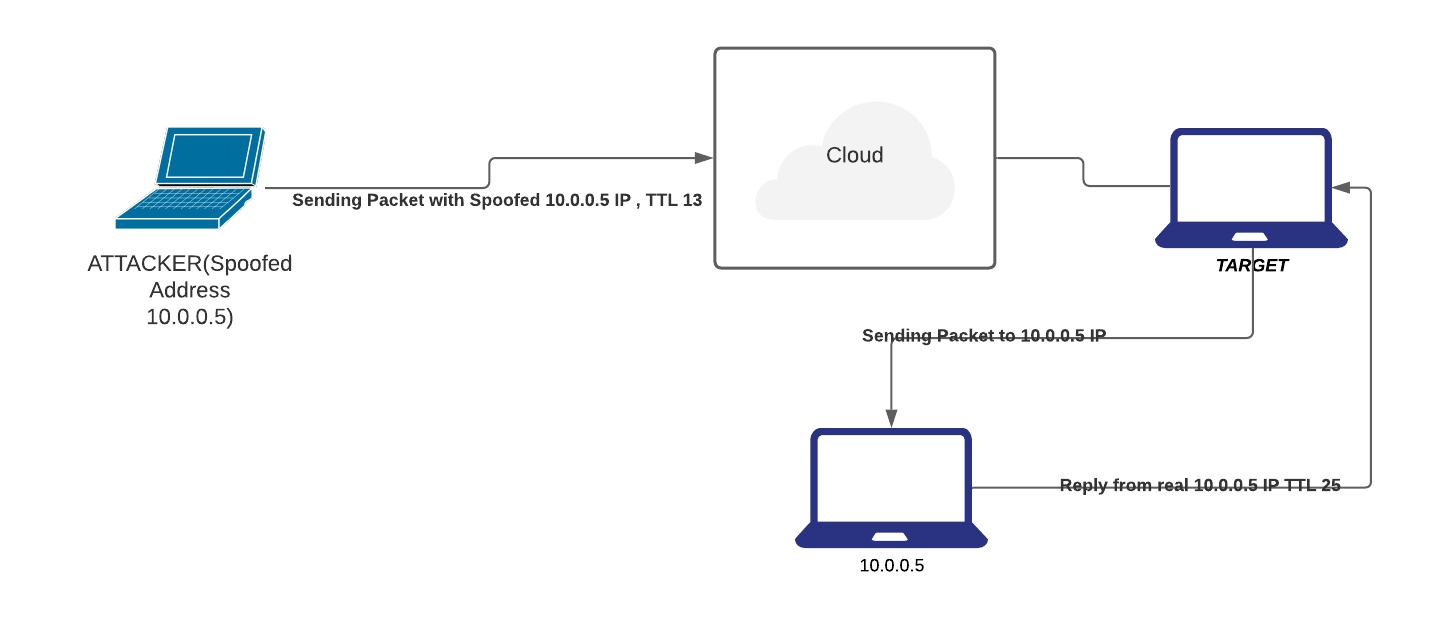 Cloud
Sending Packet with Spoofed 10.0.0.5 IP , TTL 13
ATTACKER(Spoofed
Address
10.0.0.5)
TARGET
Sending Packet to 10.0.0.5 IP
Reply from real 10.0.0.5 IP TTL 25
10.0.0.5